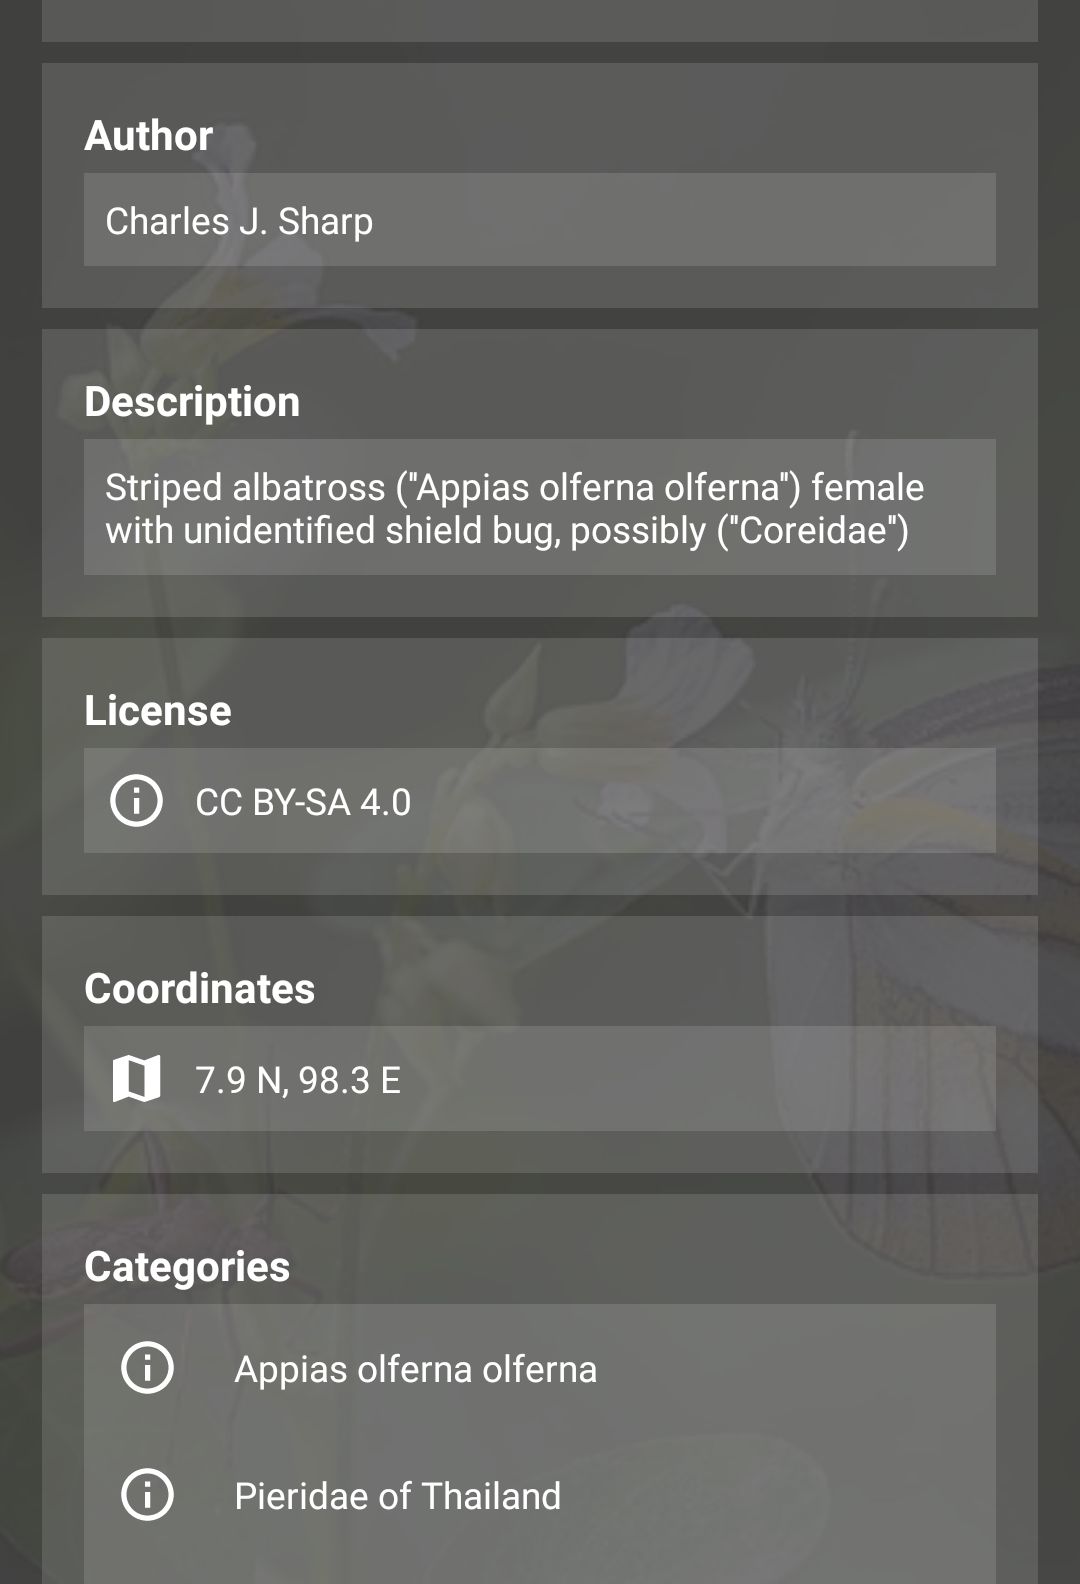 Author
Charles J. Sharp
Description
Striped albatross (''Appias olferna olferna'') female
with unidentified shield bug, possibly (''Coreidae'')
License
CC BY-SA 4.0
Coordinates
7.9 N, 98.3 E
Categories
Appias olferna olferna
Pieridae of Thailand